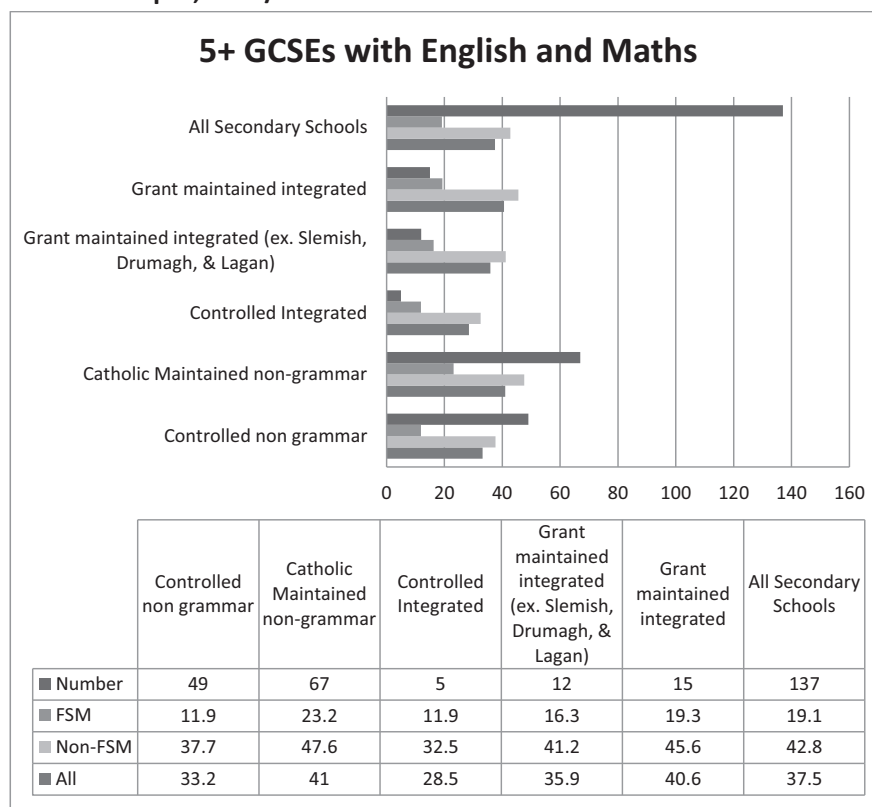 5+ GCSEs with English and Maths
All Secondary Schools
Grant maintained integrated
Grant maintained integrated (ex. Slemish,
Drumagh, & Lagan)
Controlled Integrated
Catholic Maintained non-grammar
Controlled non grammar
0 20 40 60 80 100 120 140 160
Controlled
non grammar
Catholic
Maintained
non-grammar
Controlled
Integrated
Grant
maintained
integrated
(ex. Slemish,
Drumagh, &
Lagan)
Grant
maintained
integrated
All Secondary
Schools
Number 49 67 5 12 15 137
FSM 11.9 23.2 11.9 16.3 19.3 19.1
Non-FSM 37.7 47.6 32.5 41.2 45.6 42.8
All 33.2 41 28.5 35.9 40.6 37.5